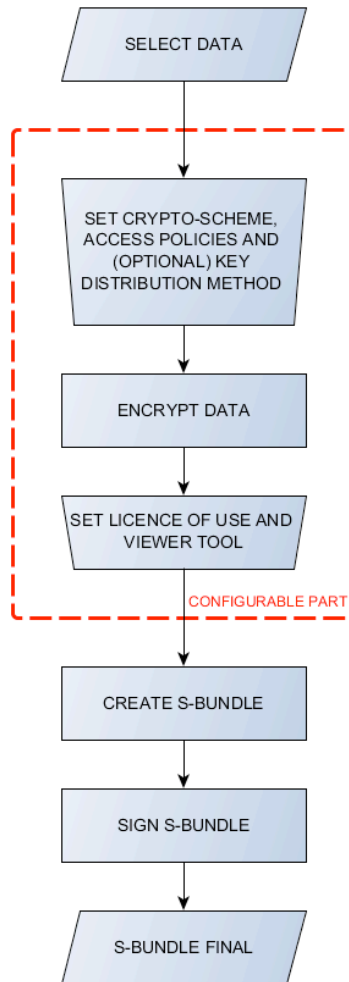 SELECT DATA
SET CRYPTO-SCHEME,
ACCESS POLICIES AND
(OPTIONAL) KEY
DISTRIBUTION METHOD
ENCRYPT DATA
SET LICENCE OF USE AND
VIEWER TOOL
CONFIGURABLE PART
CREATE S-BUNDLE
SIGN S-BUNDLE
S-BUNDLE FINAL